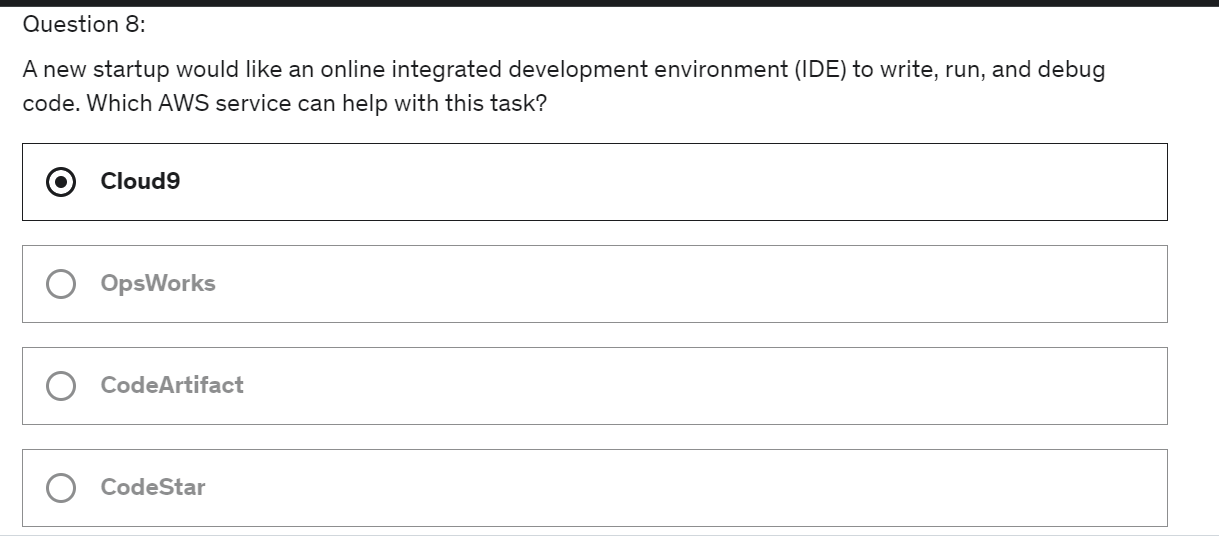 Question 8:
A new startup would like an online integrated development environment (IDE) to write, run, and debug
code. Which AWS service can help with this task?
Cloud9
OpsWorks
CodeArtifact
CodeStar